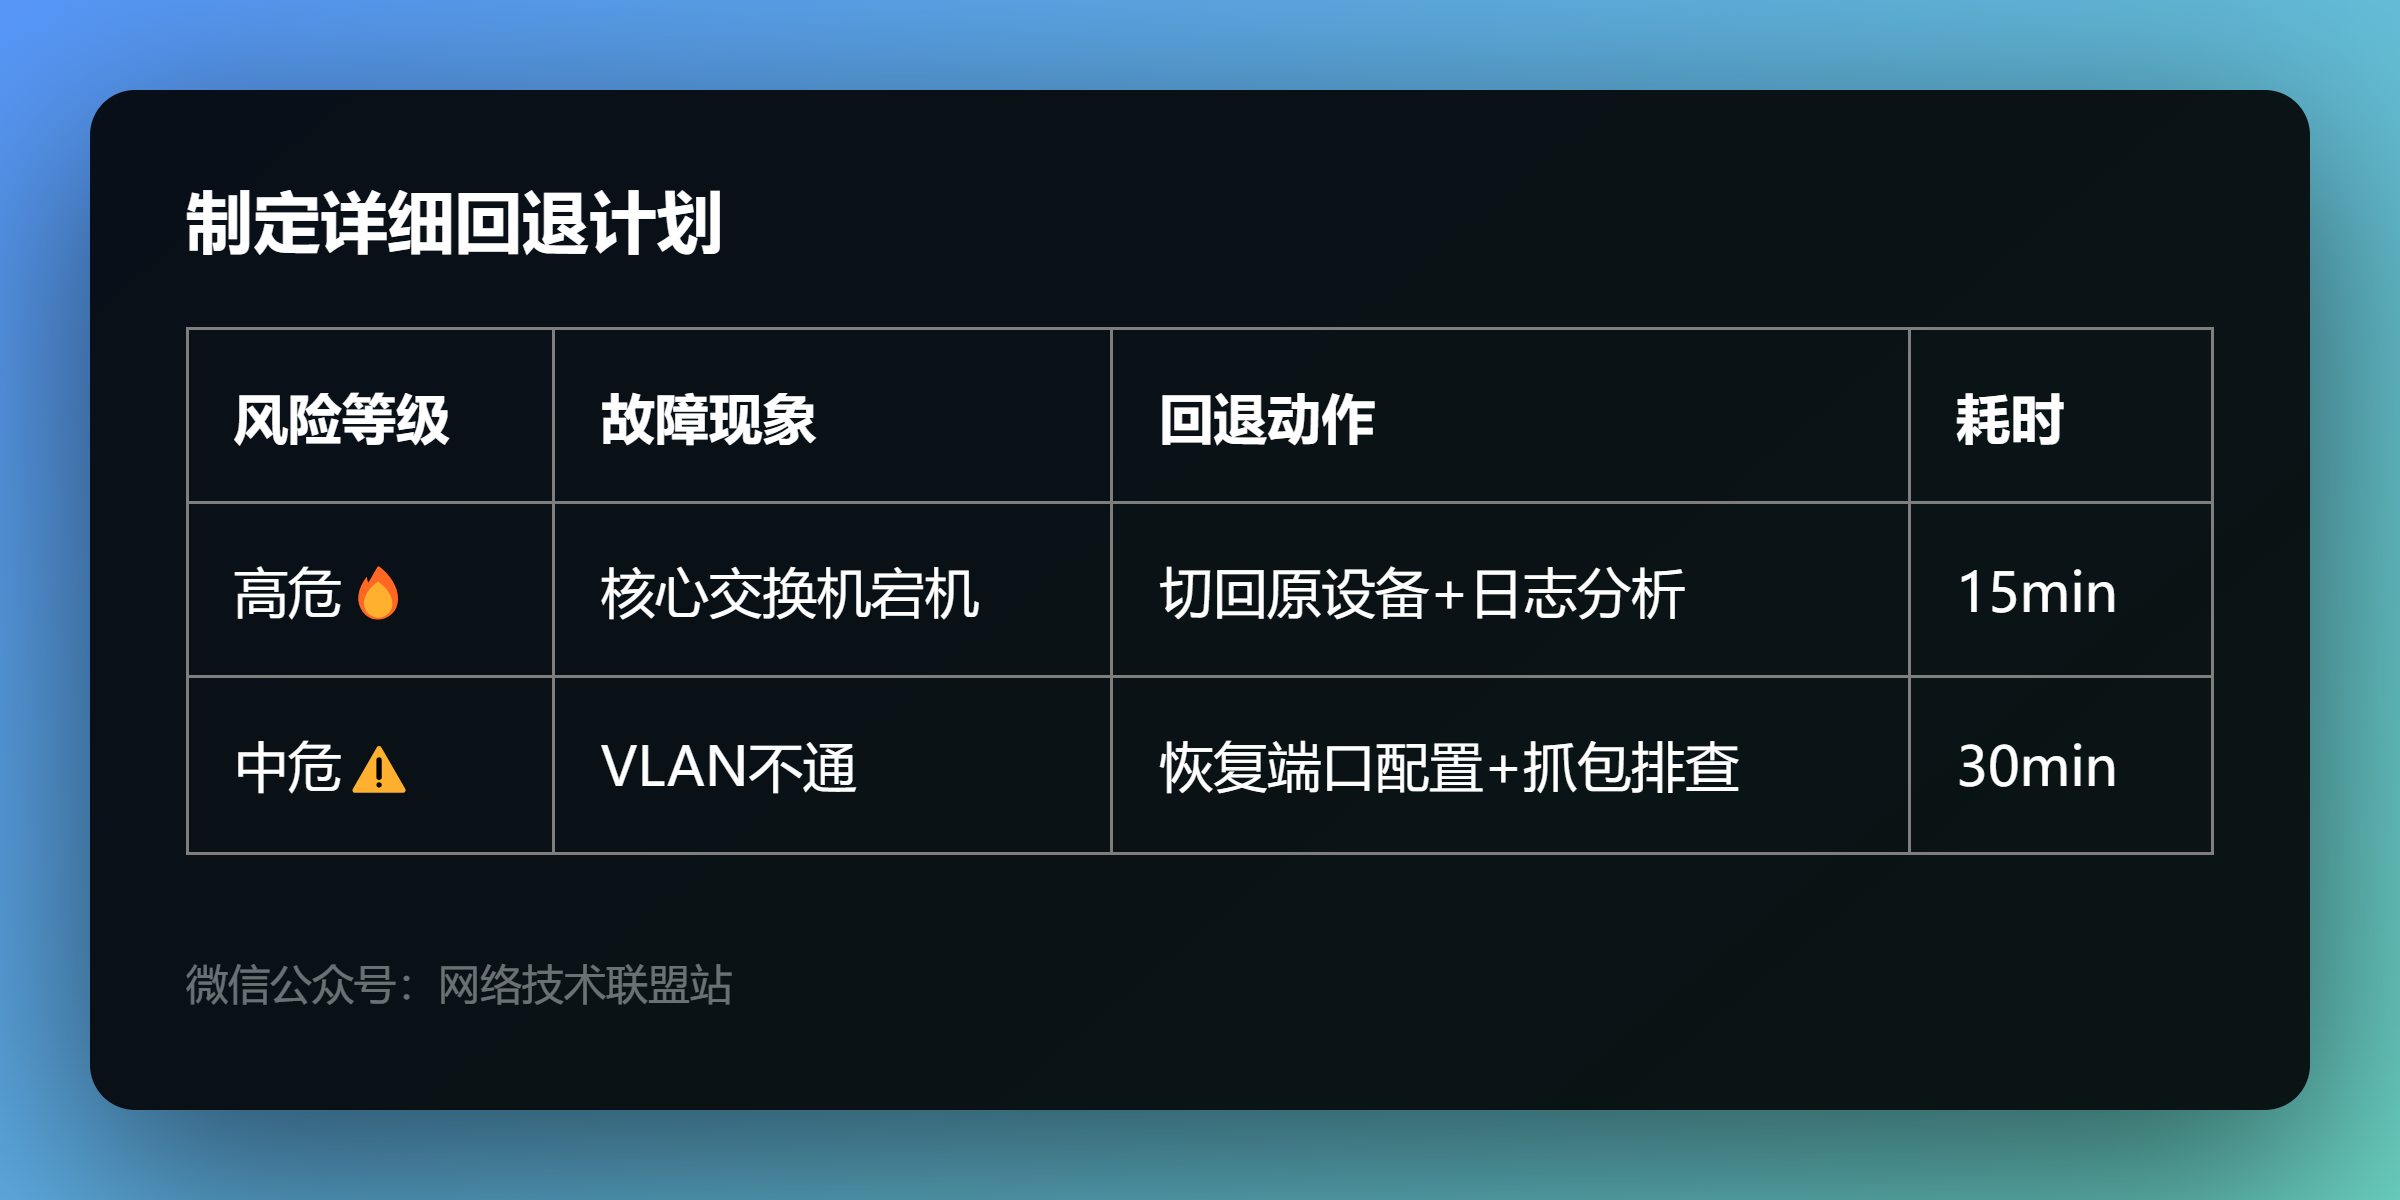 制定详细回退计划
风险等级 故障现象 回退动作 耗时
高危🔥 核心交换机宕机 切回原设备+日志分析 15min
中危⚠️ VLAN不通 恢复端口配置+抓包排查 30min
微信公众号：网络技术联盟站